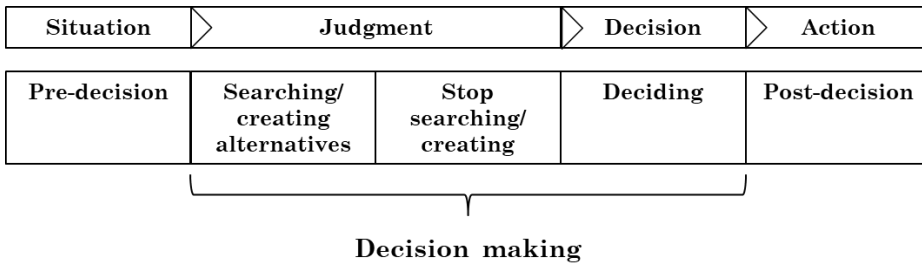 Situation
Judgment
Decision
Action
Pre-decision
Searching/
creating
alternatives
Stop
searching/
creating
Deciding
Post-decision
Decision making